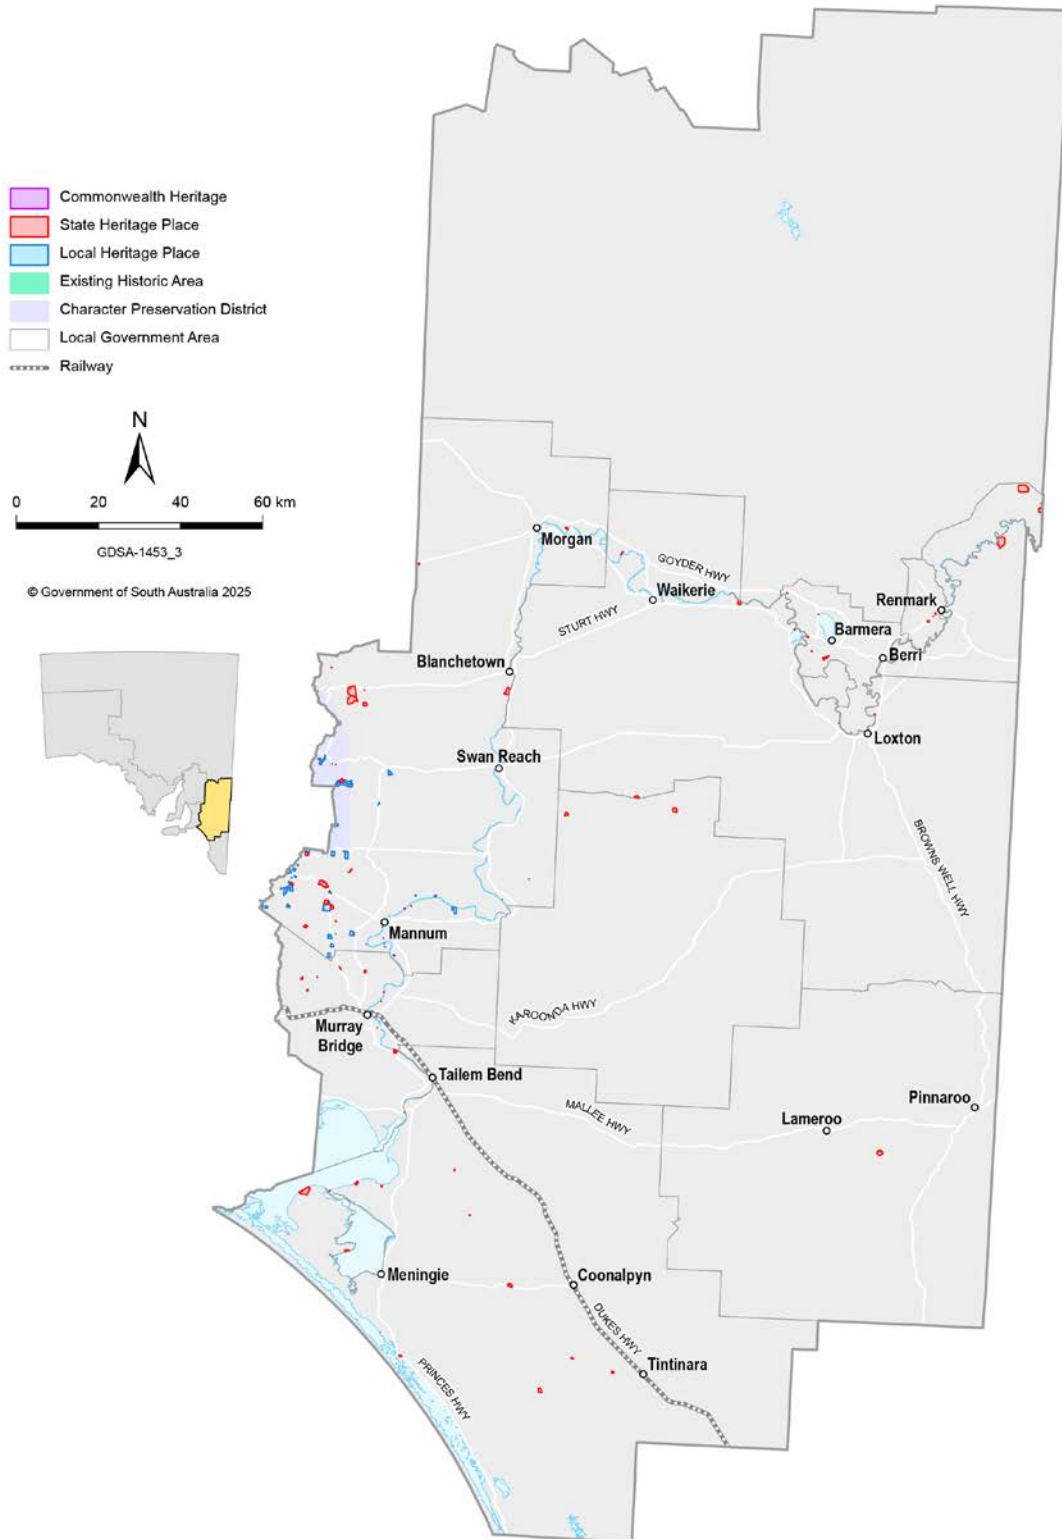 Commonwealth Heritage
State Heritage Place
Local Heritage Place
Existing Historic Area
Character Preservation District
Local Government Area
Railway
N
0 20 40 60 km
GDSA-1453_3
© Government of South Australia 2025
Morgan
GOYDER HWY
Waikerie
Renmark
STURT HWY
Barmera
Blanchetown
Berri
Loxton
Swan Reach
BROWNS WELL HWY
Mannum
KAROONDA HWY
Murray
Bridge
Tailem Bend
MALLEE HWY
Pinnaroo
Lameroo
Meningie
Coonalpyn
DUKES HWY
Tintinara
PRINCES HWY